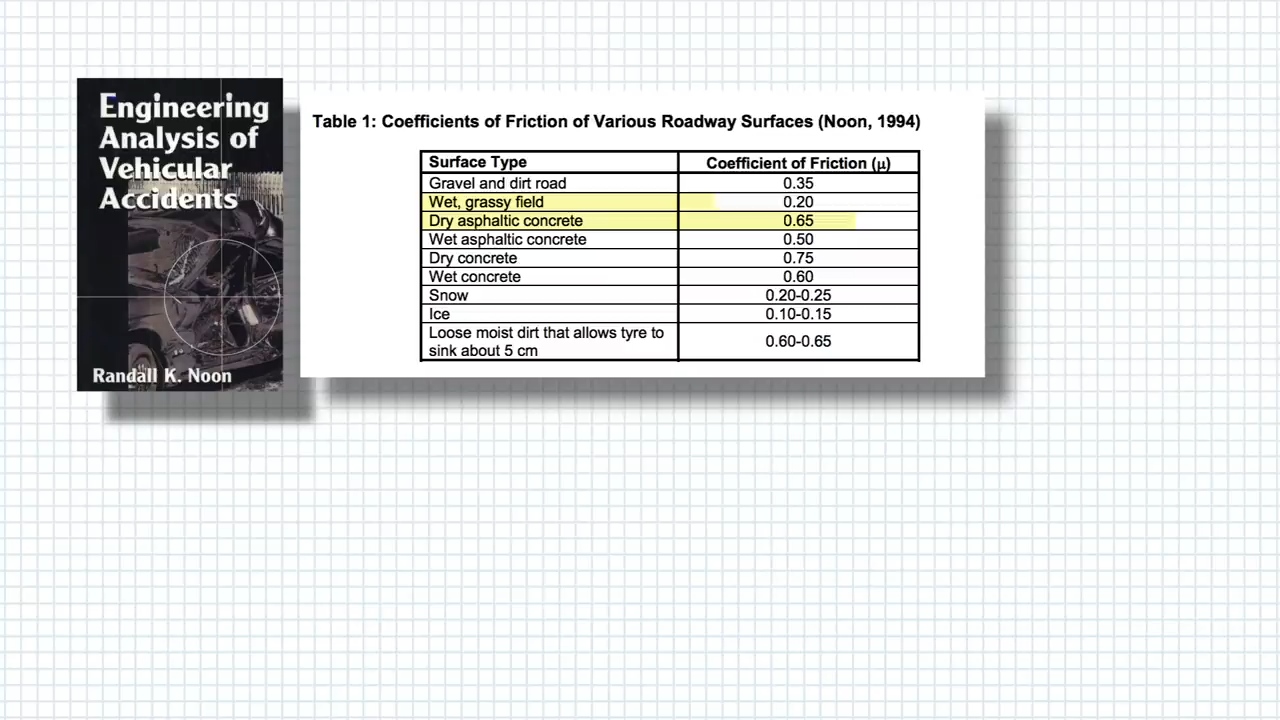 Engineering
Analysis of
Vehicular
Accidents
Randall K. Noon
Table 1: Coefficients of Friction of Various Roadway Surfaces (Noon, 1994)
Surface Type Coefficient of Friction (μ)
Gravel and dirt road 0.35
Wet, grassy field 0.20
Dry asphaltic concrete 0.65
Wet asphaltic concrete 0.50
Dry concrete 0.75
Wet concrete 0.60
Snow 0.20-0.25
Ice 0.10-0.15
Loose moist dirt that allows tyre to
sink about 5 cm 0.60-0.65